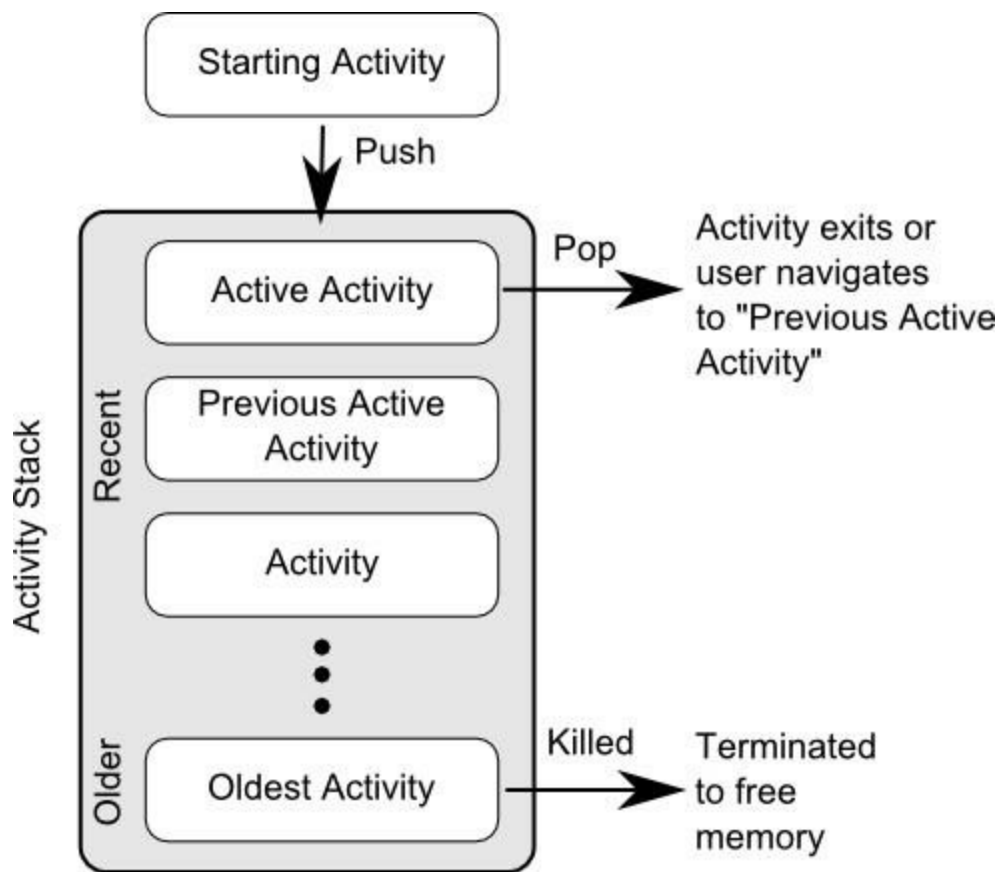 Starting Activity
Push
Active Activity
Pop
Activity exits or
user navigates
to "Previous Active
Activity"
Previous Active
Activity
Recent
Activity Stack
Activity
Older
Oldest Activity
Killed
Terminated
to free
memory